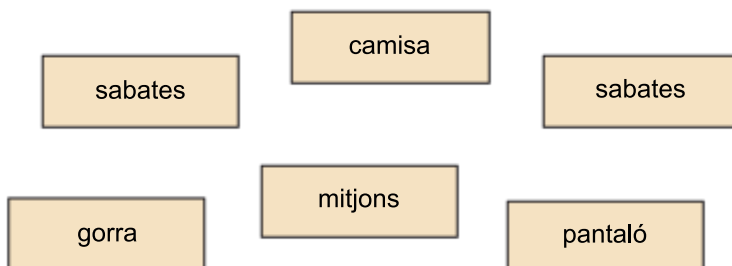 camisa
sabates
sabates
mitjons
gorra
pantaló